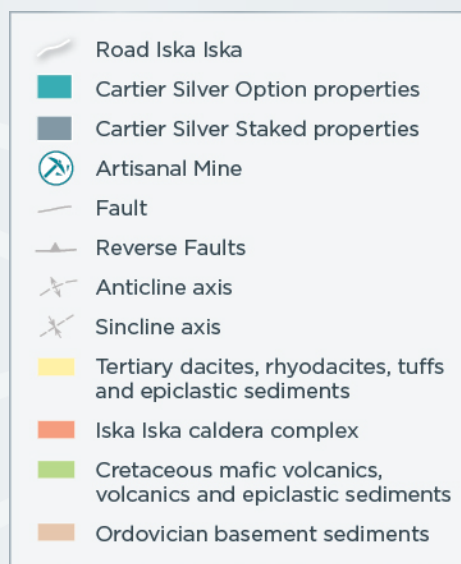 Road Iska Iska
Cartier Silver Option properties
Cartier Silver Staked properties
Artisanal Mine
Fault
Reverse Faults
Anticline axis
Sincline axis
Tertiary dacites, rhyodacites, tuffs
and epiclastic sediments
Iska Iska caldera complex
Cretaceous mafic volcanics,
volcanics and epiclastic sediments
Ordovician basement sediments